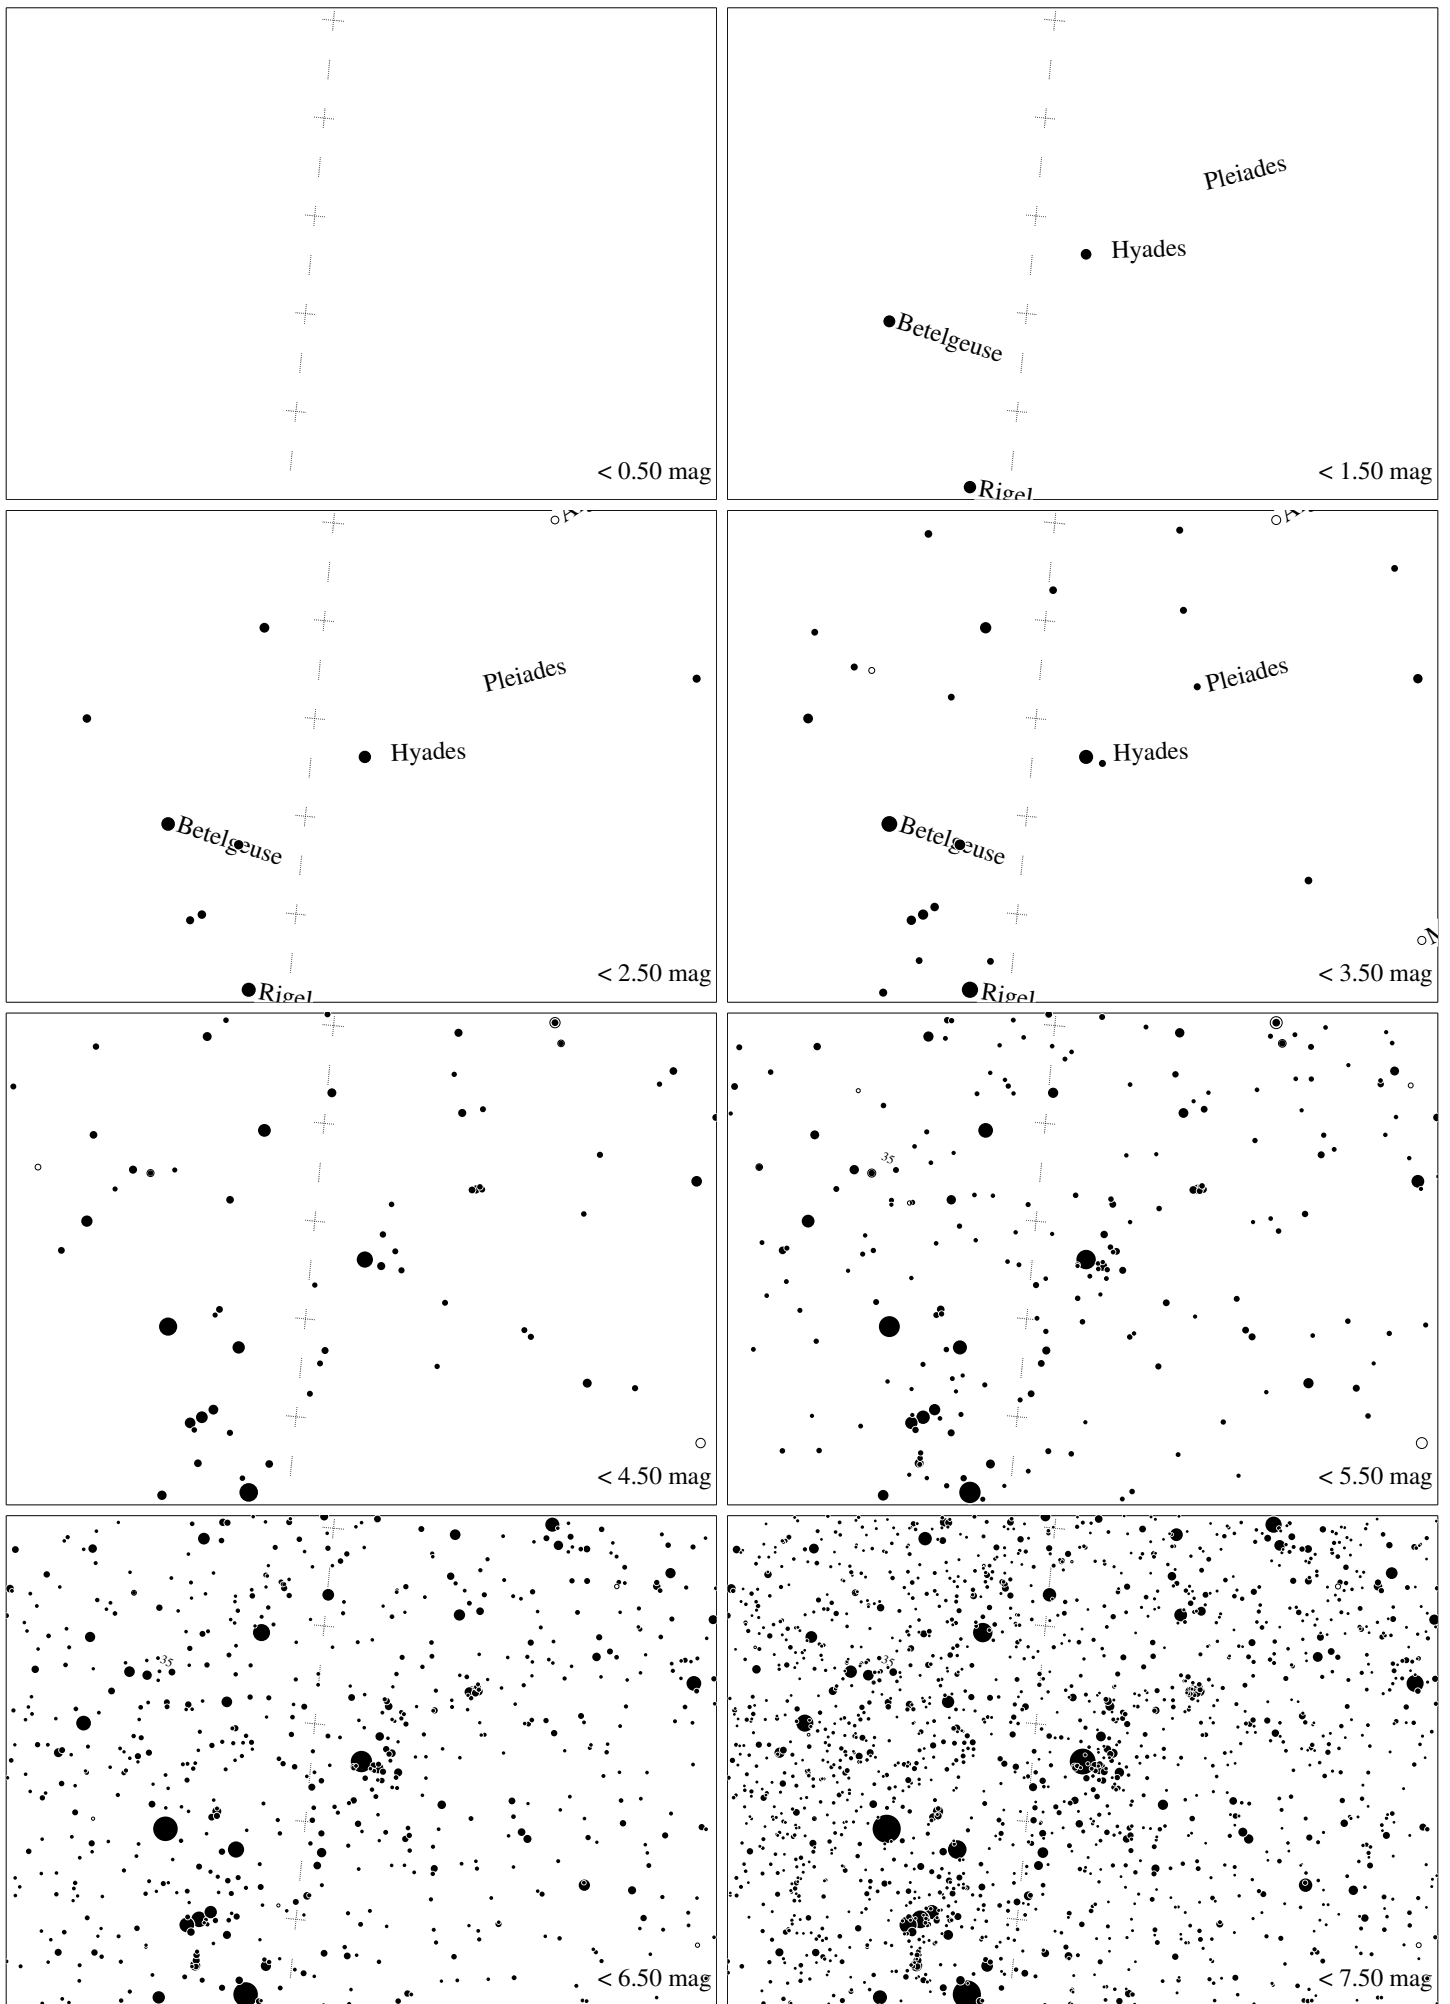 < 0.50 mag
Pleiades
Hyades
Betelgeuse
Rigel
< 1.50 mag
Pleiades
Hyades
Betelgeuse
Rigel
< 2.50 mag
Pleiades
Hyades
Betelgeuse
Rigel
< 3.50 mag
< 4.50 mag
35
< 5.50 mag
35
< 6.50 mag
35
< 7.50 mag